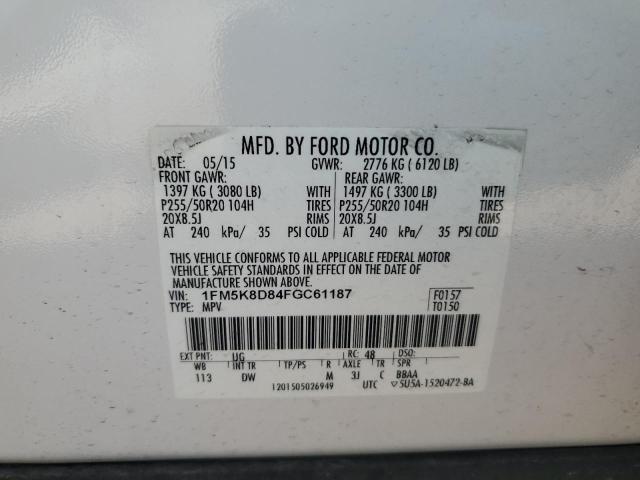 MFD. BY FORD MOTOR CO.
DATE: 05/15 GVWR: 2776 KG ( 6120 LB)
FRONT GAWR: REAR GAWR:
1397 KG ( 3080 LB) WITH 1497 KG ( 3300 LB) WITH
P255/50R20 104H TIRES P255/50R20 104H TIRES
20X8.5J RIMS 20X8.5J RIMS
AT 240 kPa/ 35 PSI COLD AT 240 kPa/ 35 PSI COLD
THIS VEHICLE CONFORMS TO ALL APPLICABLE FEDERAL MOTOR
VEHICLE SAFETY STANDARDS IN EFFECT ON THE DATE OF
MANUFACTURE SHOWN ABOVE.
VIN: 1FM5K8D84FGC61187 F0157
TYPE: MPV T0150
EXT PNT: UG RC: 48 DSO:
WB INT TR TP/PS R AXLE TR SPR
113 DW M 3J C BBAA
1201505026949 UTC ▽5U5A-1520472-BA